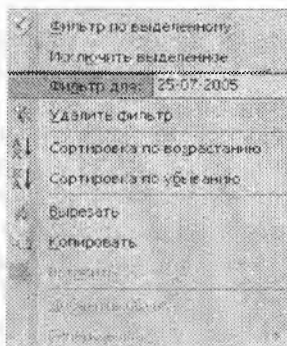 Фильтр по выделенному
Исключить выделенное
Фильтр для: 25-07-2005
Удалить фильтр
Сортировка по возрастанию
Сортировка по убыванию
Вырезать
Копировать
Вставить